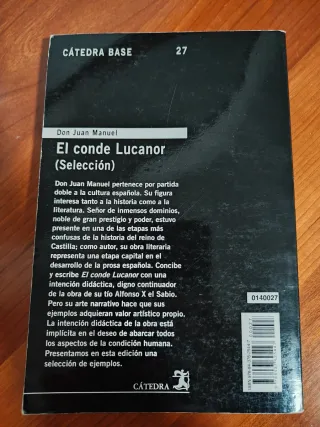 CÁTEDRA BASE 27
Don Juan Manuel
El conde Lucanor
(Selección)
Don Juan Manuel pertenece por partida
doble a la cultura española. Su figura
interesa tanto a la historia como a la
literatura. Señor de inmensos dominios,
noble de gran prestigio y poder, estuvo
presente en una de las etapas más
confusas de la historia del reino de
Castilla; como autor, su obra literaria
representa una etapa capital en el
desarrollo de la prosa española. Concibe
y escribe El conde Lucanor con una
intención didáctica, digno continuador
de la obra de su tío Alfonso X el Sabio.
Pero su arte narrativo hace que sus
ejemplos adquieran valor artístico propio.
La intención didáctica de la obra está
implícita en el deseo de abarcar todos
los aspectos de la condición humana.
Presentamos en esta edición una
selección de ejemplos.
0140027
CÁTEDRA